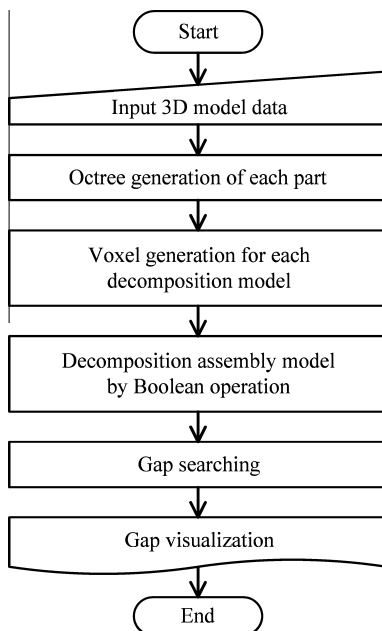 Start
Input 3D model data
Octree generation of each part
Voxel generation for each
decomposition model
Decomposition assembly model
by Boolean operation
Gap searching
Gap visualization
End